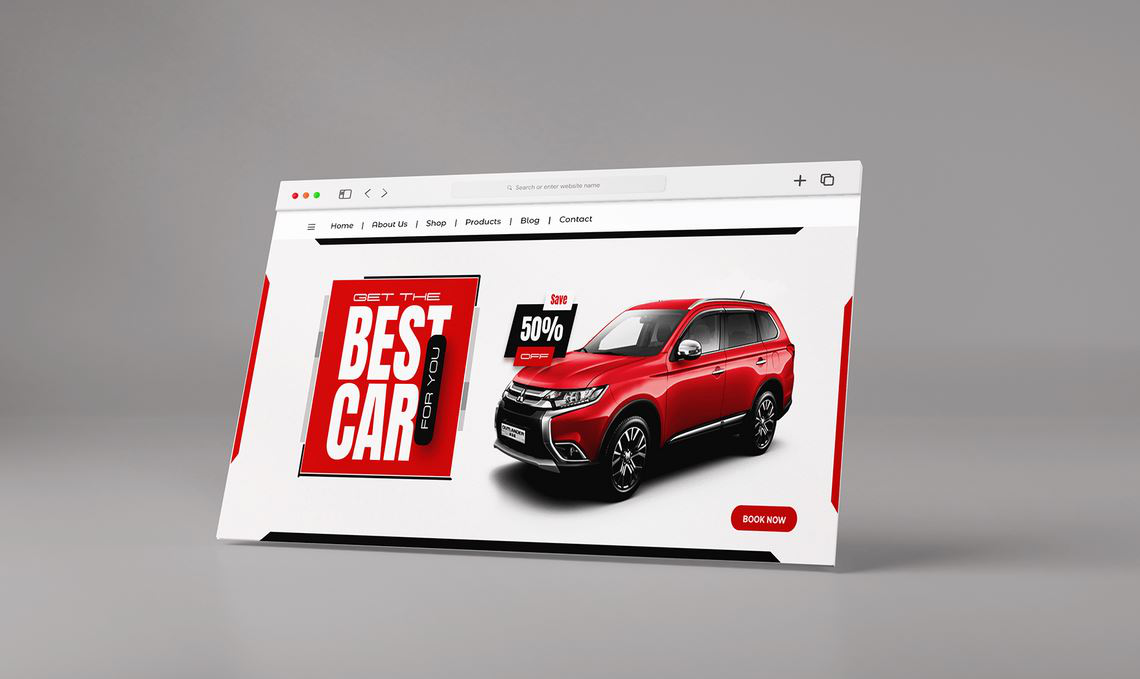 Search or enter website name
Home | About Us | Shop | Products | Blog | Contact
GET THE
BEST
CAR
FOR YOU
Save
50%
OFF
OUTLANDER
BOOK NOW